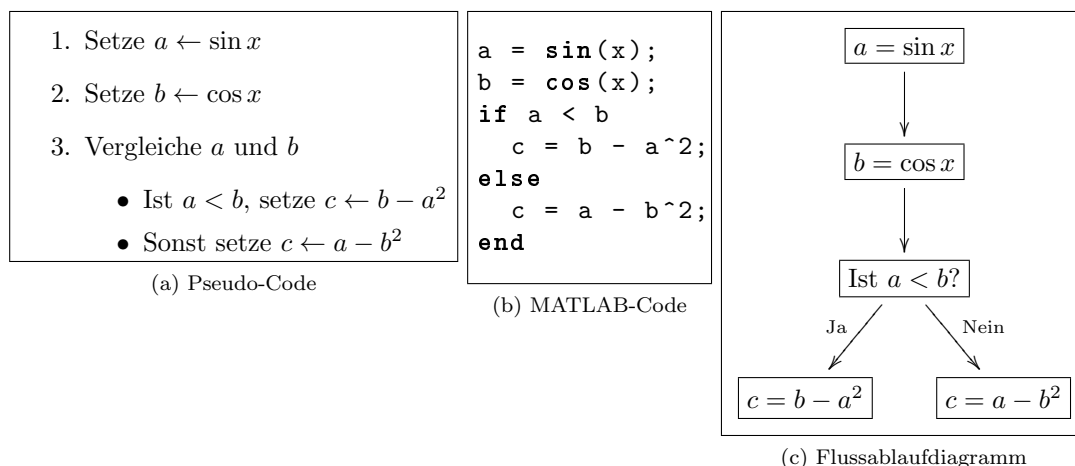 1. Setze a ← sin x
2. Setze b ← cos x
3. Vergleiche a und b
• Ist a < b, setze c ← b − a²
• Sonst setze c ← a − b²
(a) Pseudo-Code
a = sin(x);
b = cos(x);
if a < b
  c = b - a^2;
else
  c = a - b^2;
end
(b) MATLAB-Code
a = sin x
b = cos x
Ist a < b?
Ja
Nein
c = b − a²
c = a − b²
(c) Flussablaufdiagramm